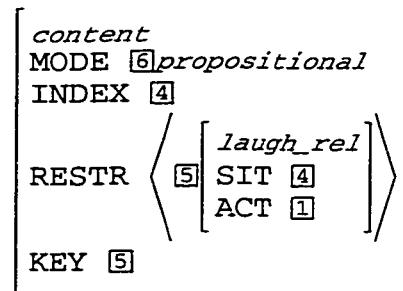 content
MODE 6 propositional
INDEX 4
laugh_rel
RESTR 5 SIT 4
ACT 1
KEY 5